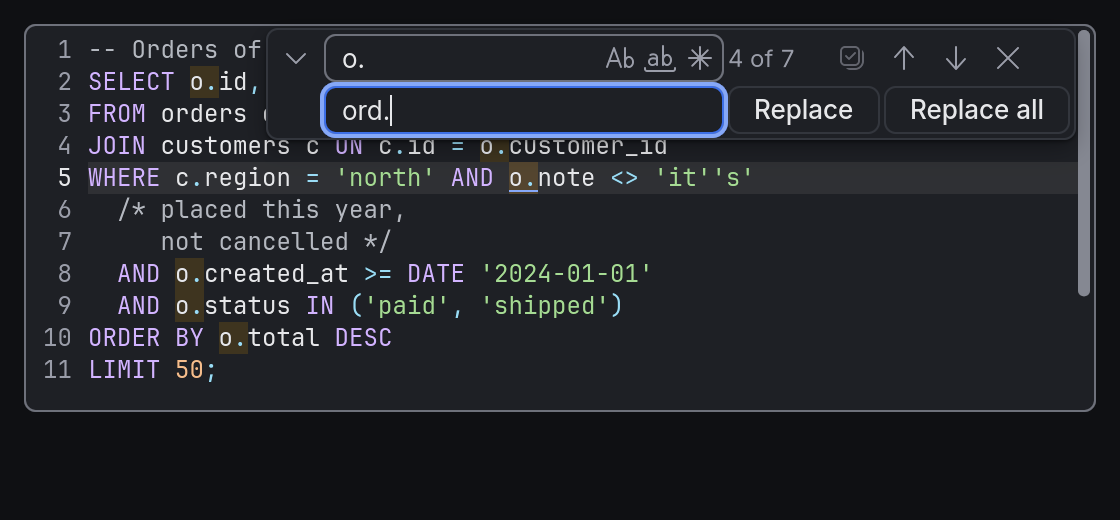 1 -- Orders of
o.
Ab ab 4 of 7
2 SELECT o.id,
ord.
Replace Replace all
3 FROM orders
4 JOIN customers c ON c.id = o.customer_id
5 WHERE c.region = 'north' AND o.note <> 'it''s'
6 /* placed this year,
7 not cancelled */
8 AND o.created_at >= DATE '2024-01-01'
9 AND o.status IN ('paid', 'shipped')
10 ORDER BY o.total DESC
11 LIMIT 50;